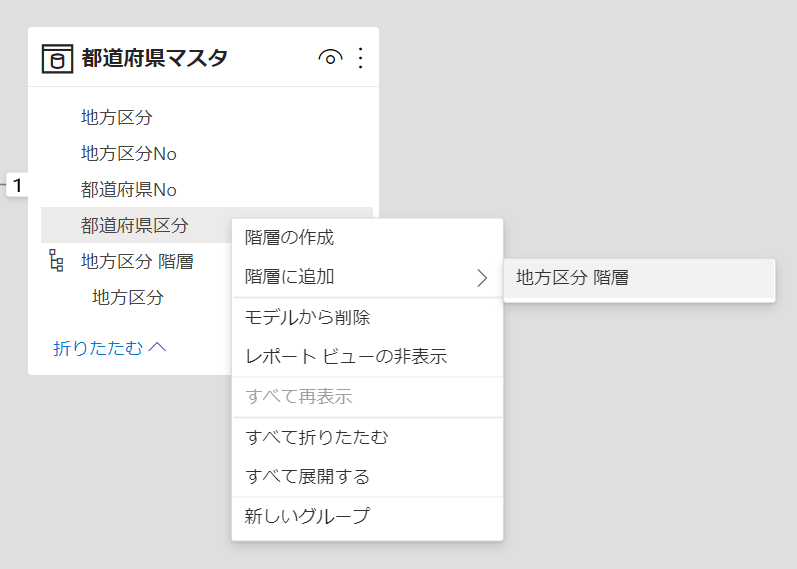 都道府県マスタ
地方区分
地方区分No
1
都道府県No
都道府県区分
地方区分 階層
地方区分
折りたたむ
階層の作成
階層に追加
地方区分 階層
モデルから削除
レポート ビューの非表示
すべて再表示
すべて折りたたむ
すべて展開する
新しいグループ